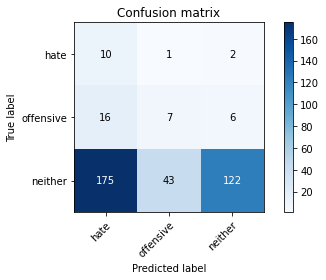 Confusion matrix
True label
hate
10 1 2
offensive
16 7 6
neither
175 43 122
hate offensive neither
Predicted label
160
140
120
100
80
60
40
20